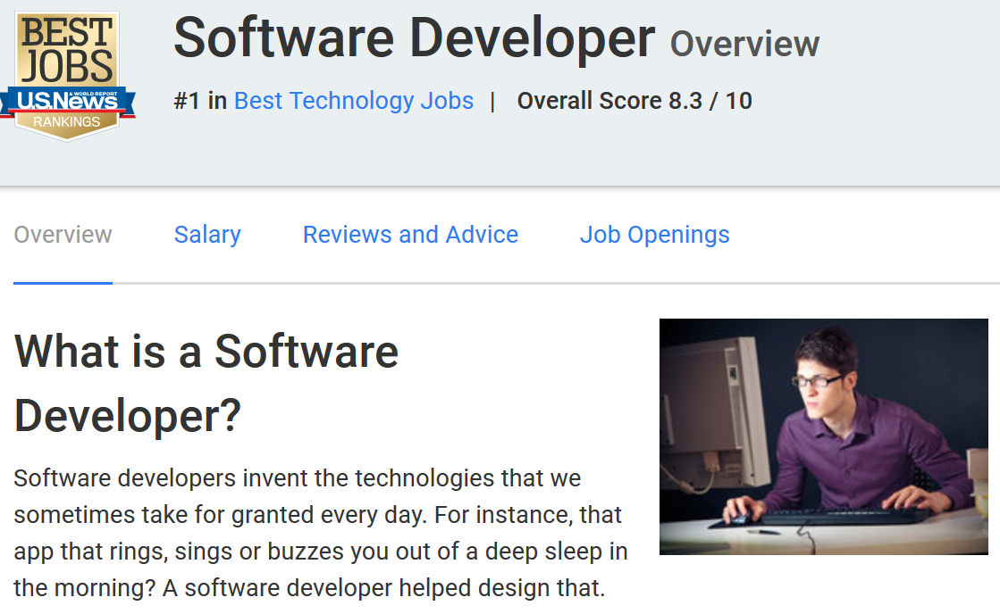 BEST
JOBS
U.S.News
& WORLD REPORT
RANKINGS
Software Developer Overview
#1 in Best Technology Jobs | Overall Score 8.3 / 10
Overview Salary Reviews and Advice Job Openings
What is a Software
Developer?
Software developers invent the technologies that we
sometimes take for granted every day. For instance, that
app that rings, sings or buzzes you out of a deep sleep in
the morning? A software developer helped design that.